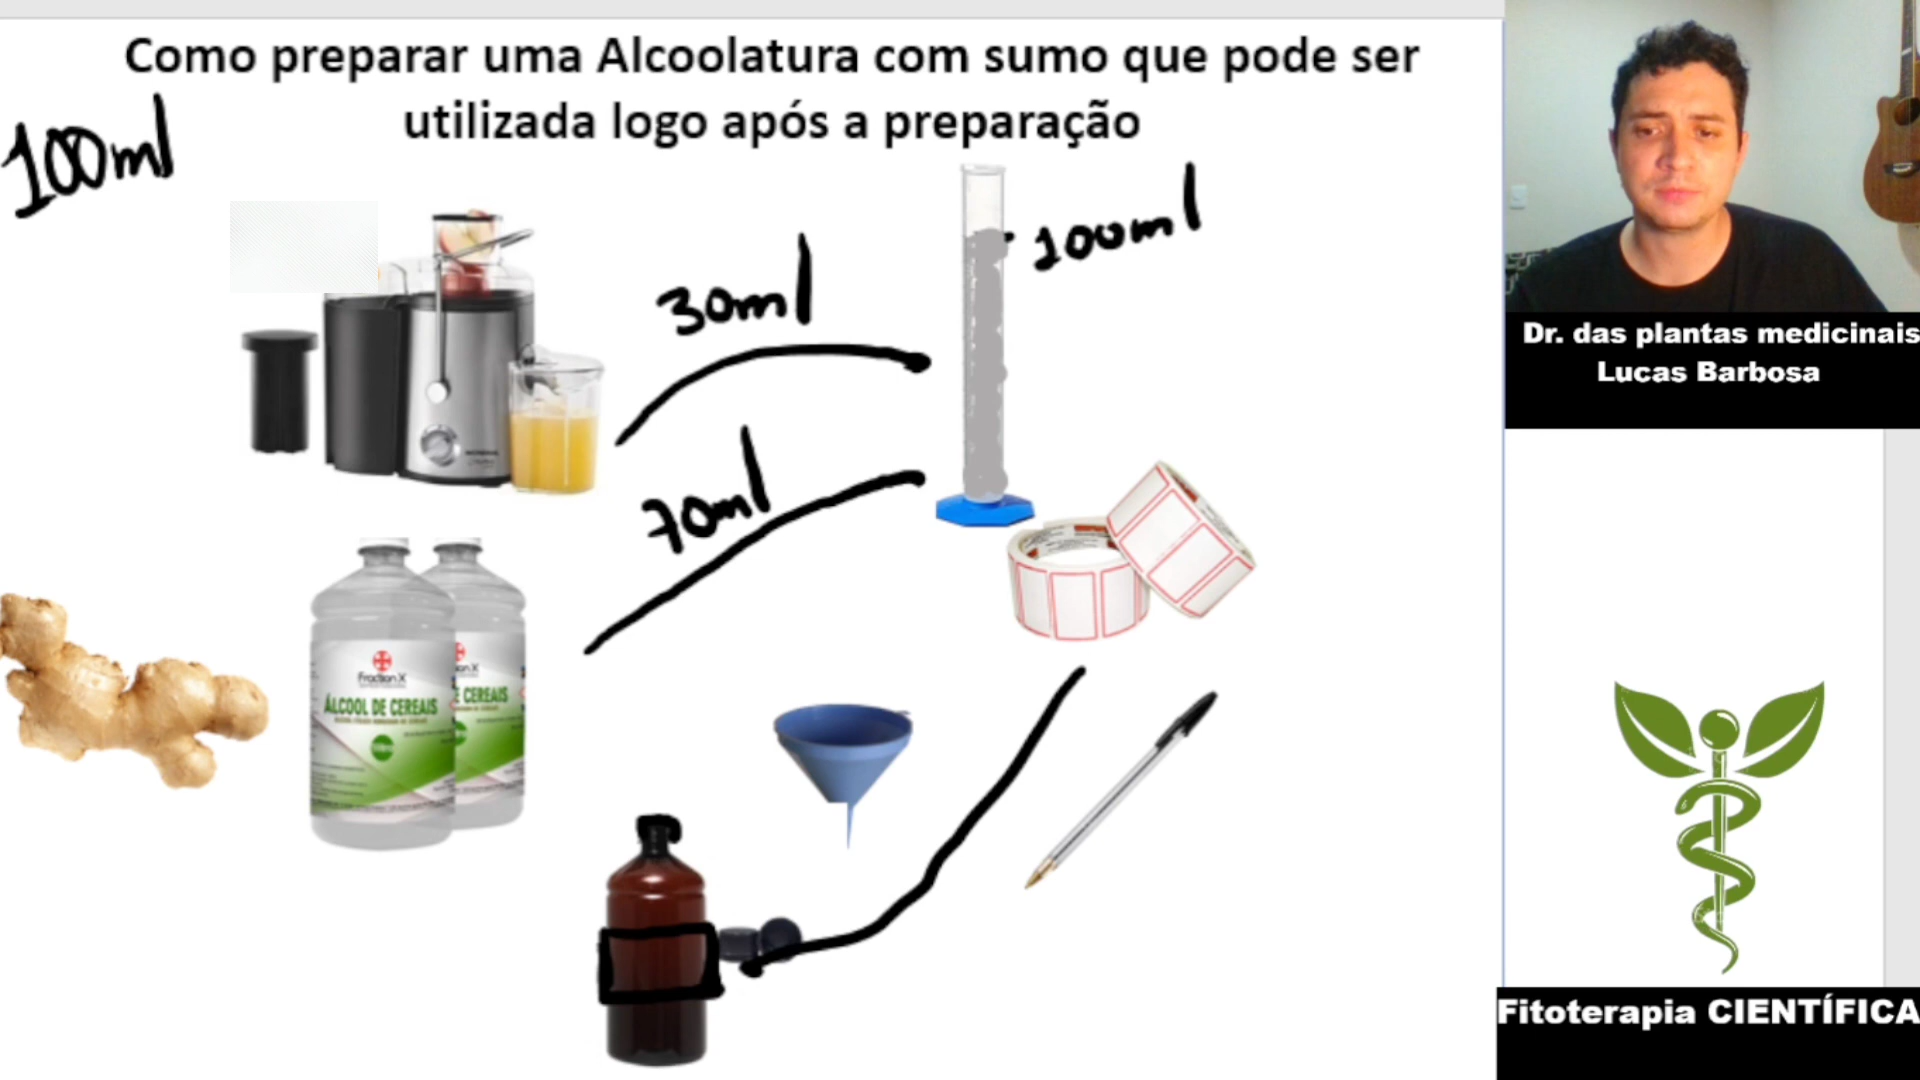 Como preparar uma Alcoolatura com sumo que pode ser
utilizada logo após a preparação
100ml
100ml
30ml
70ml
Fraction X
ÁLCOOL DE CEREAIS
E CEREAIS
Dr. das plantas medicinais
Lucas Barbosa
Fitoterapia CIENTÍFICA